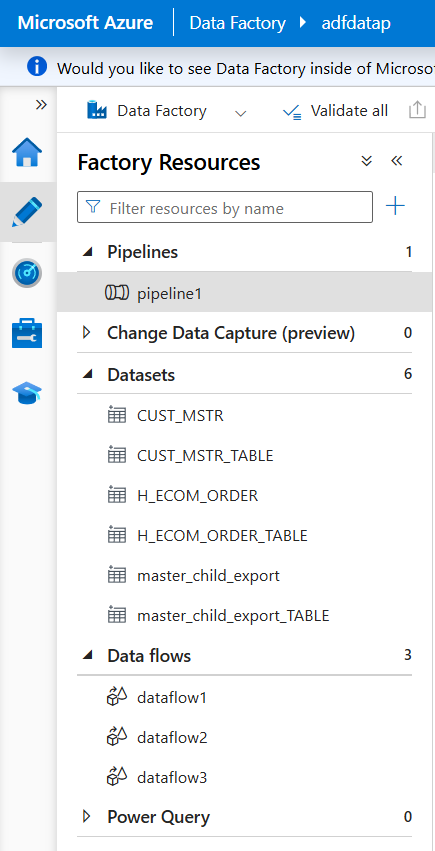 Microsoft Azure Data Factory adfdatap
Would you like to see Data Factory inside of Microso
Data Factory Validate all
Factory Resources
Filter resources by name
Pipelines 1
pipeline1
Change Data Capture (preview) 0
Datasets 6
CUST_MSTR
CUST_MSTR_TABLE
H_ECOM_ORDER
H_ECOM_ORDER_TABLE
master_child_export
master_child_export_TABLE
Data flows 3
dataflow1
dataflow2
dataflow3
Power Query 0